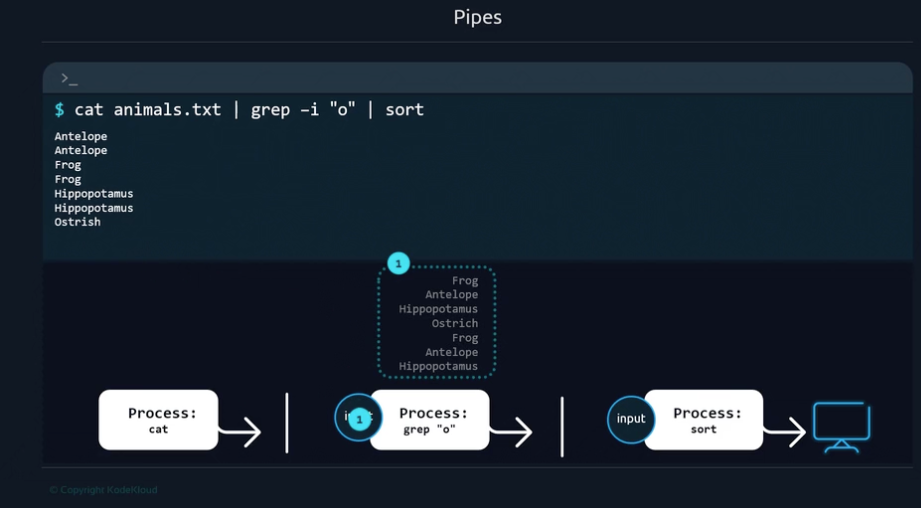 Pipes
>_
$ cat animals.txt | grep -i "o" | sort
Antelope
Antelope
Frog
Frog
Hippopotamus
Hippopotamus
Ostrish
1
Frog
Antelope
Hippopotamus
Ostrich
Frog
Antelope
Hippopotamus
Process:
cat
|
1
Process:
grep "o"
|
input
Process:
sort
© Copyright KodeKloud